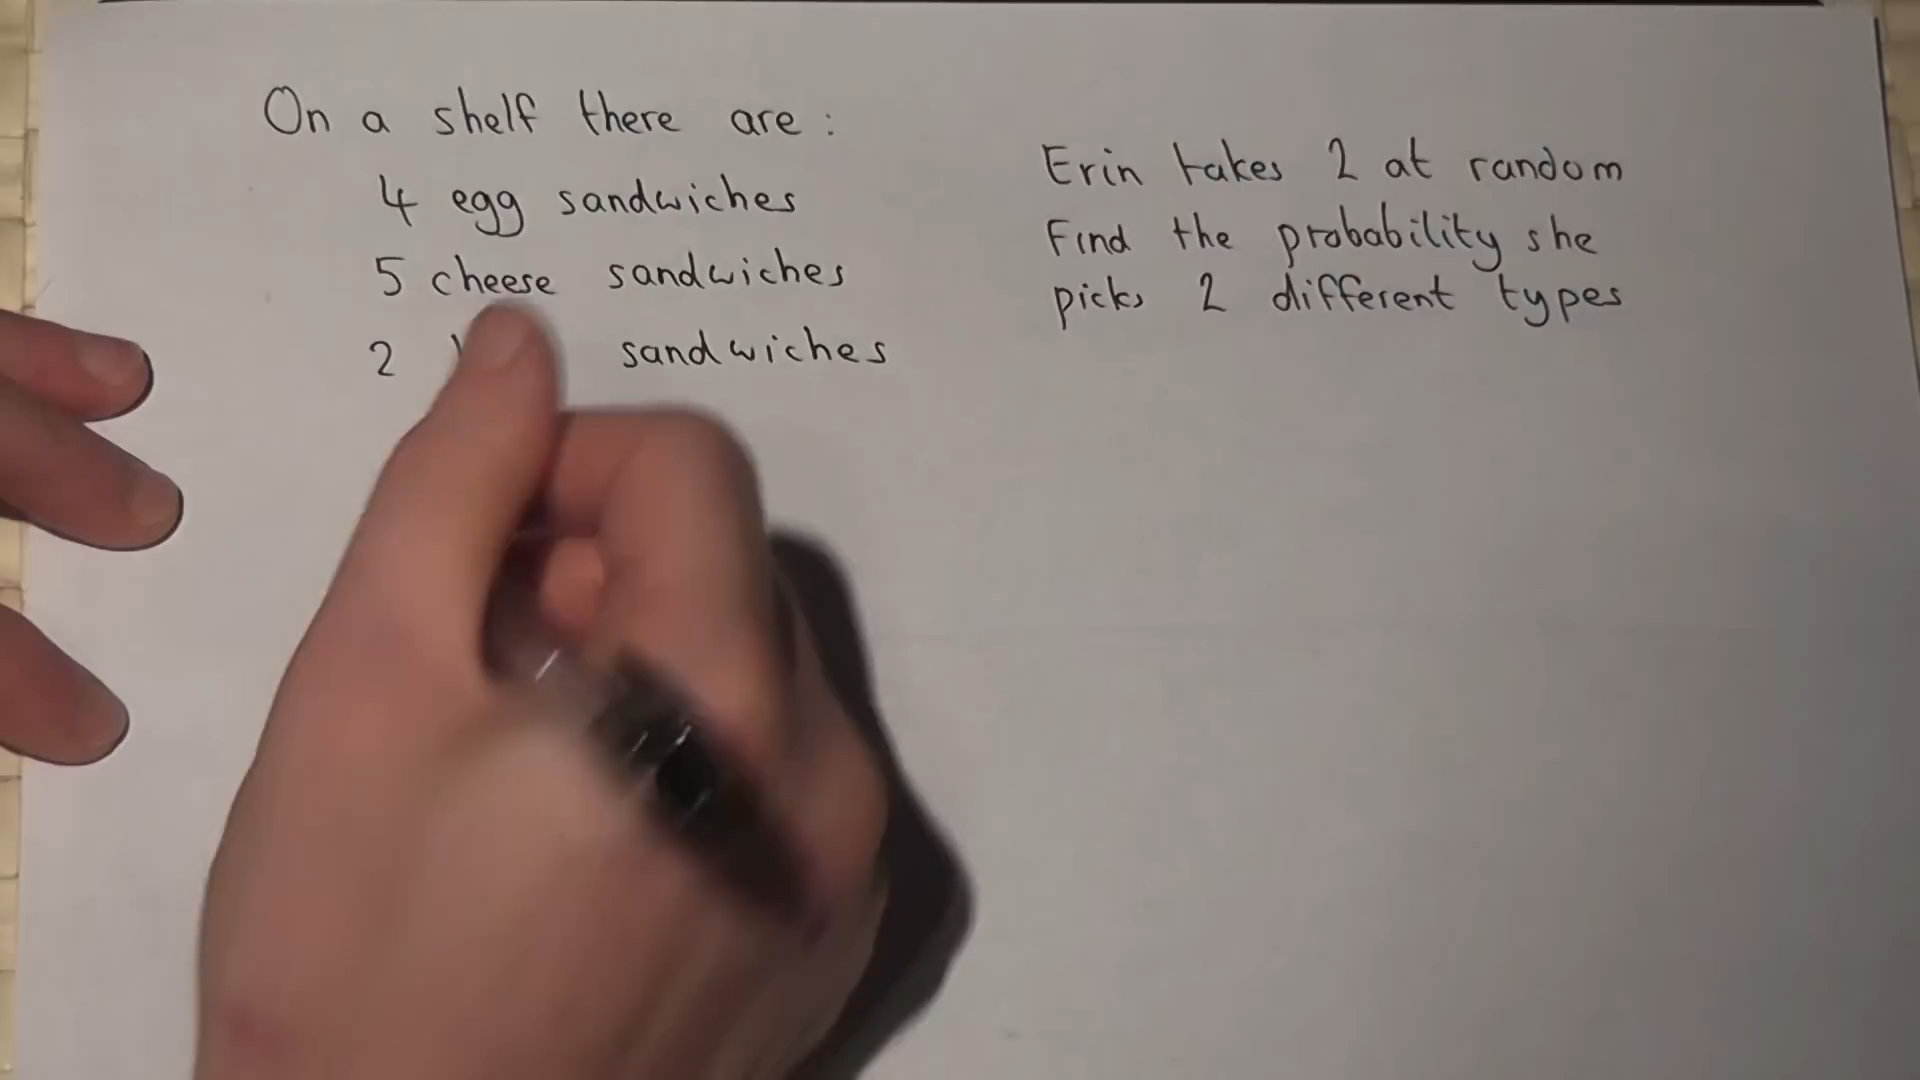 On a shelf there are :
4 egg sandwiches
5 cheese sandwiches
2 sandwiches
Erin takes 2 at random
Find the probability she
picks 2 different types